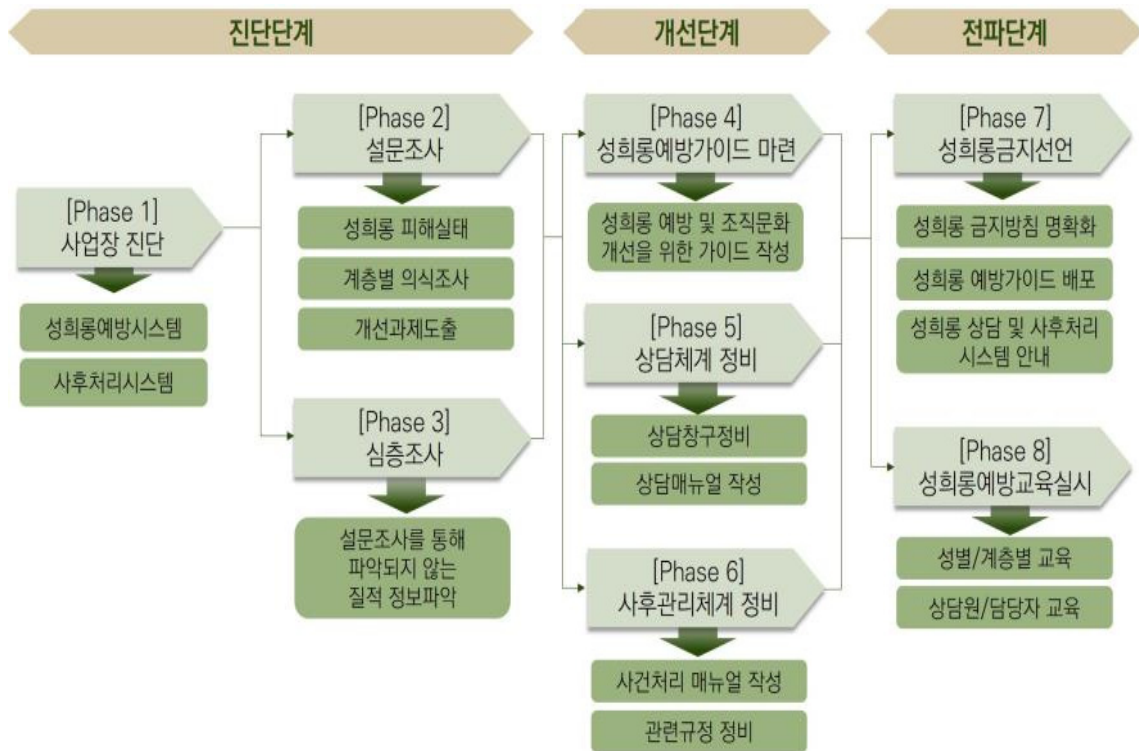 진단단계
개선단계
전파단계
[Phase 1]
사업장 진단
성희롱예방시스템
사후처리시스템
[Phase 2]
설문조사
성희롱 피해실태
계층별 의식조사
개선과제도출
[Phase 3]
심층조사
설문조사를 통해
파악되지 않는
질적 정보파악
[Phase 4]
성희롱예방가이드 마련
성희롱 예방 및 조직문화
개선을 위한 가이드 작성
[Phase 5]
상담체계 정비
상담창구정비
상담매뉴얼 작성
[Phase 6]
사후관리체계 정비
사건처리 매뉴얼 작성
관련규정 정비
[Phase 7]
성희롱금지선언
성희롱 금지방침 명확화
성희롱 예방가이드 배포
성희롱 상담 및 사후처리
시스템 안내
[Phase 8]
성희롱예방교육실시
성별/계층별 교육
상담원/담당자 교육